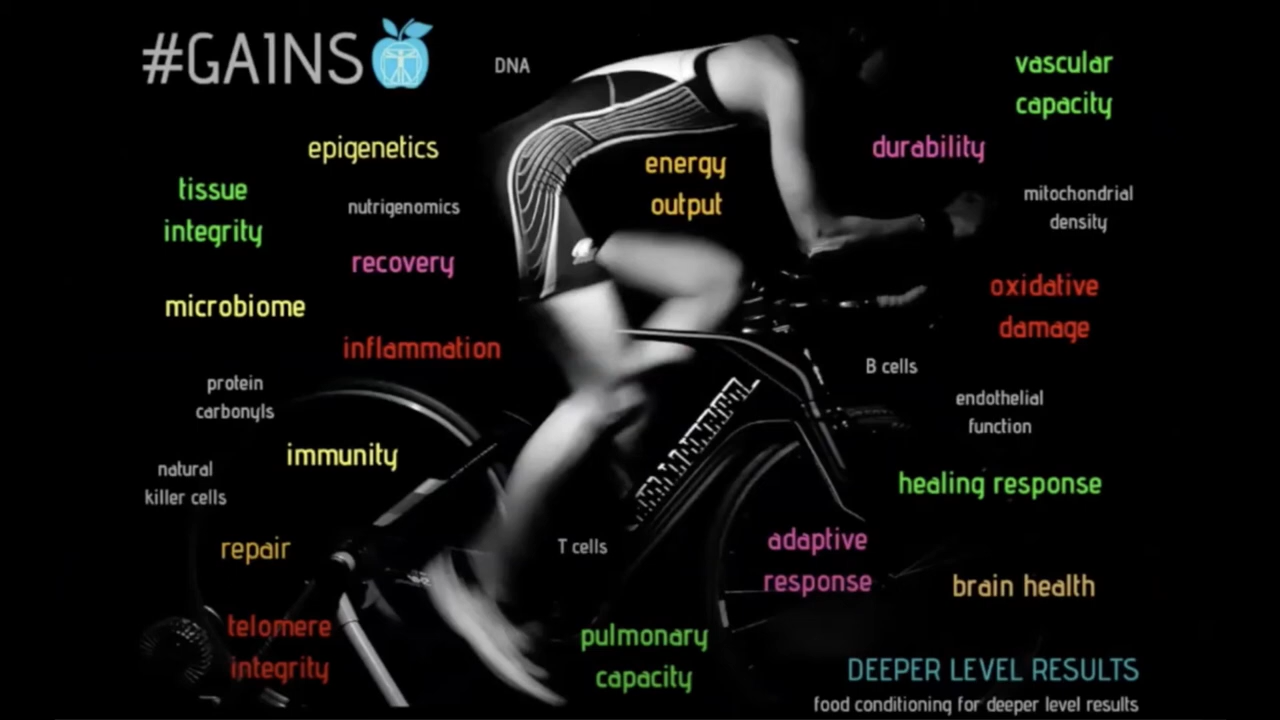 #GAINS
DNA
vascular
capacity
epigenetics
energy
output
durability
tissue
integrity
nutrigenomics
mitochondrial
density
recovery
microbiome
oxidative
damage
inflammation
B cells
protein
carbonyls
endothelial
function
immunity
natural
killer cells
healing response
repair
T cells
adaptive
response
brain health
telomere
integrity
pulmonary
capacity
DEEPER LEVEL RESULTS
food conditioning for deeper level results